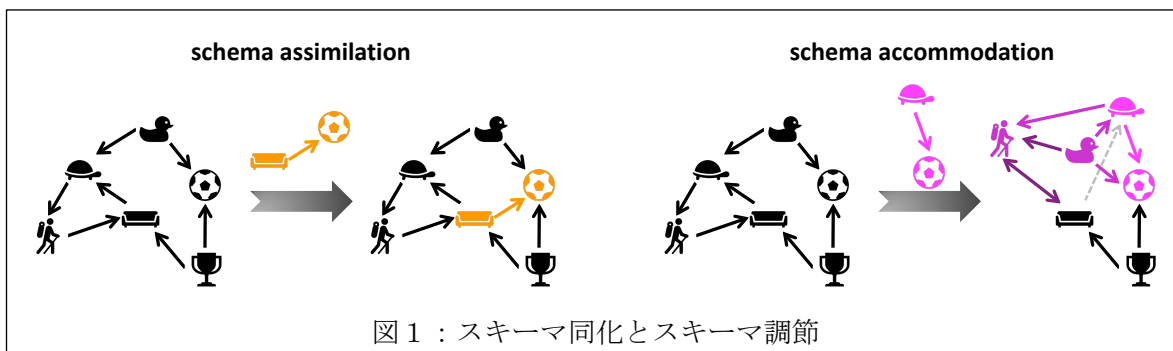 schema assimilation
schema accommodation
図１：スキーマ同化とスキーマ調節